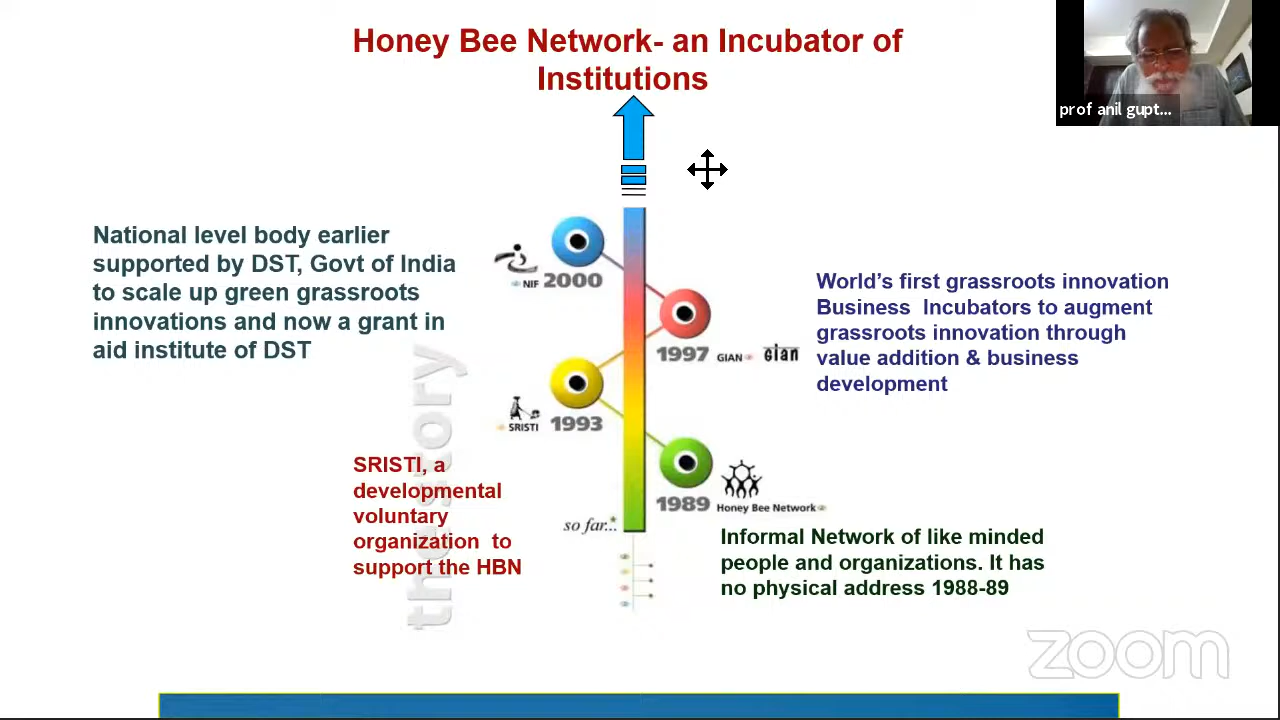 Honey Bee Network- an Incubator of
Institutions
prof anil gupt...
National level body earlier
supported by DST, Govt of India
to scale up green grassroots
innovations and now a grant in
aid institute of DST
NIF 2000
World's first grassroots innovation
Business Incubators to augment
grassroots innovation through
value addition & business
development
1997 GIAN gian
SRISTI 1993
SRISTI, a
developmental
voluntary
organization to
support the HBN
the story
1989 Honey Bee Network
so far...*
Informal Network of like minded
people and organizations. It has
no physical address 1988-89
zoom